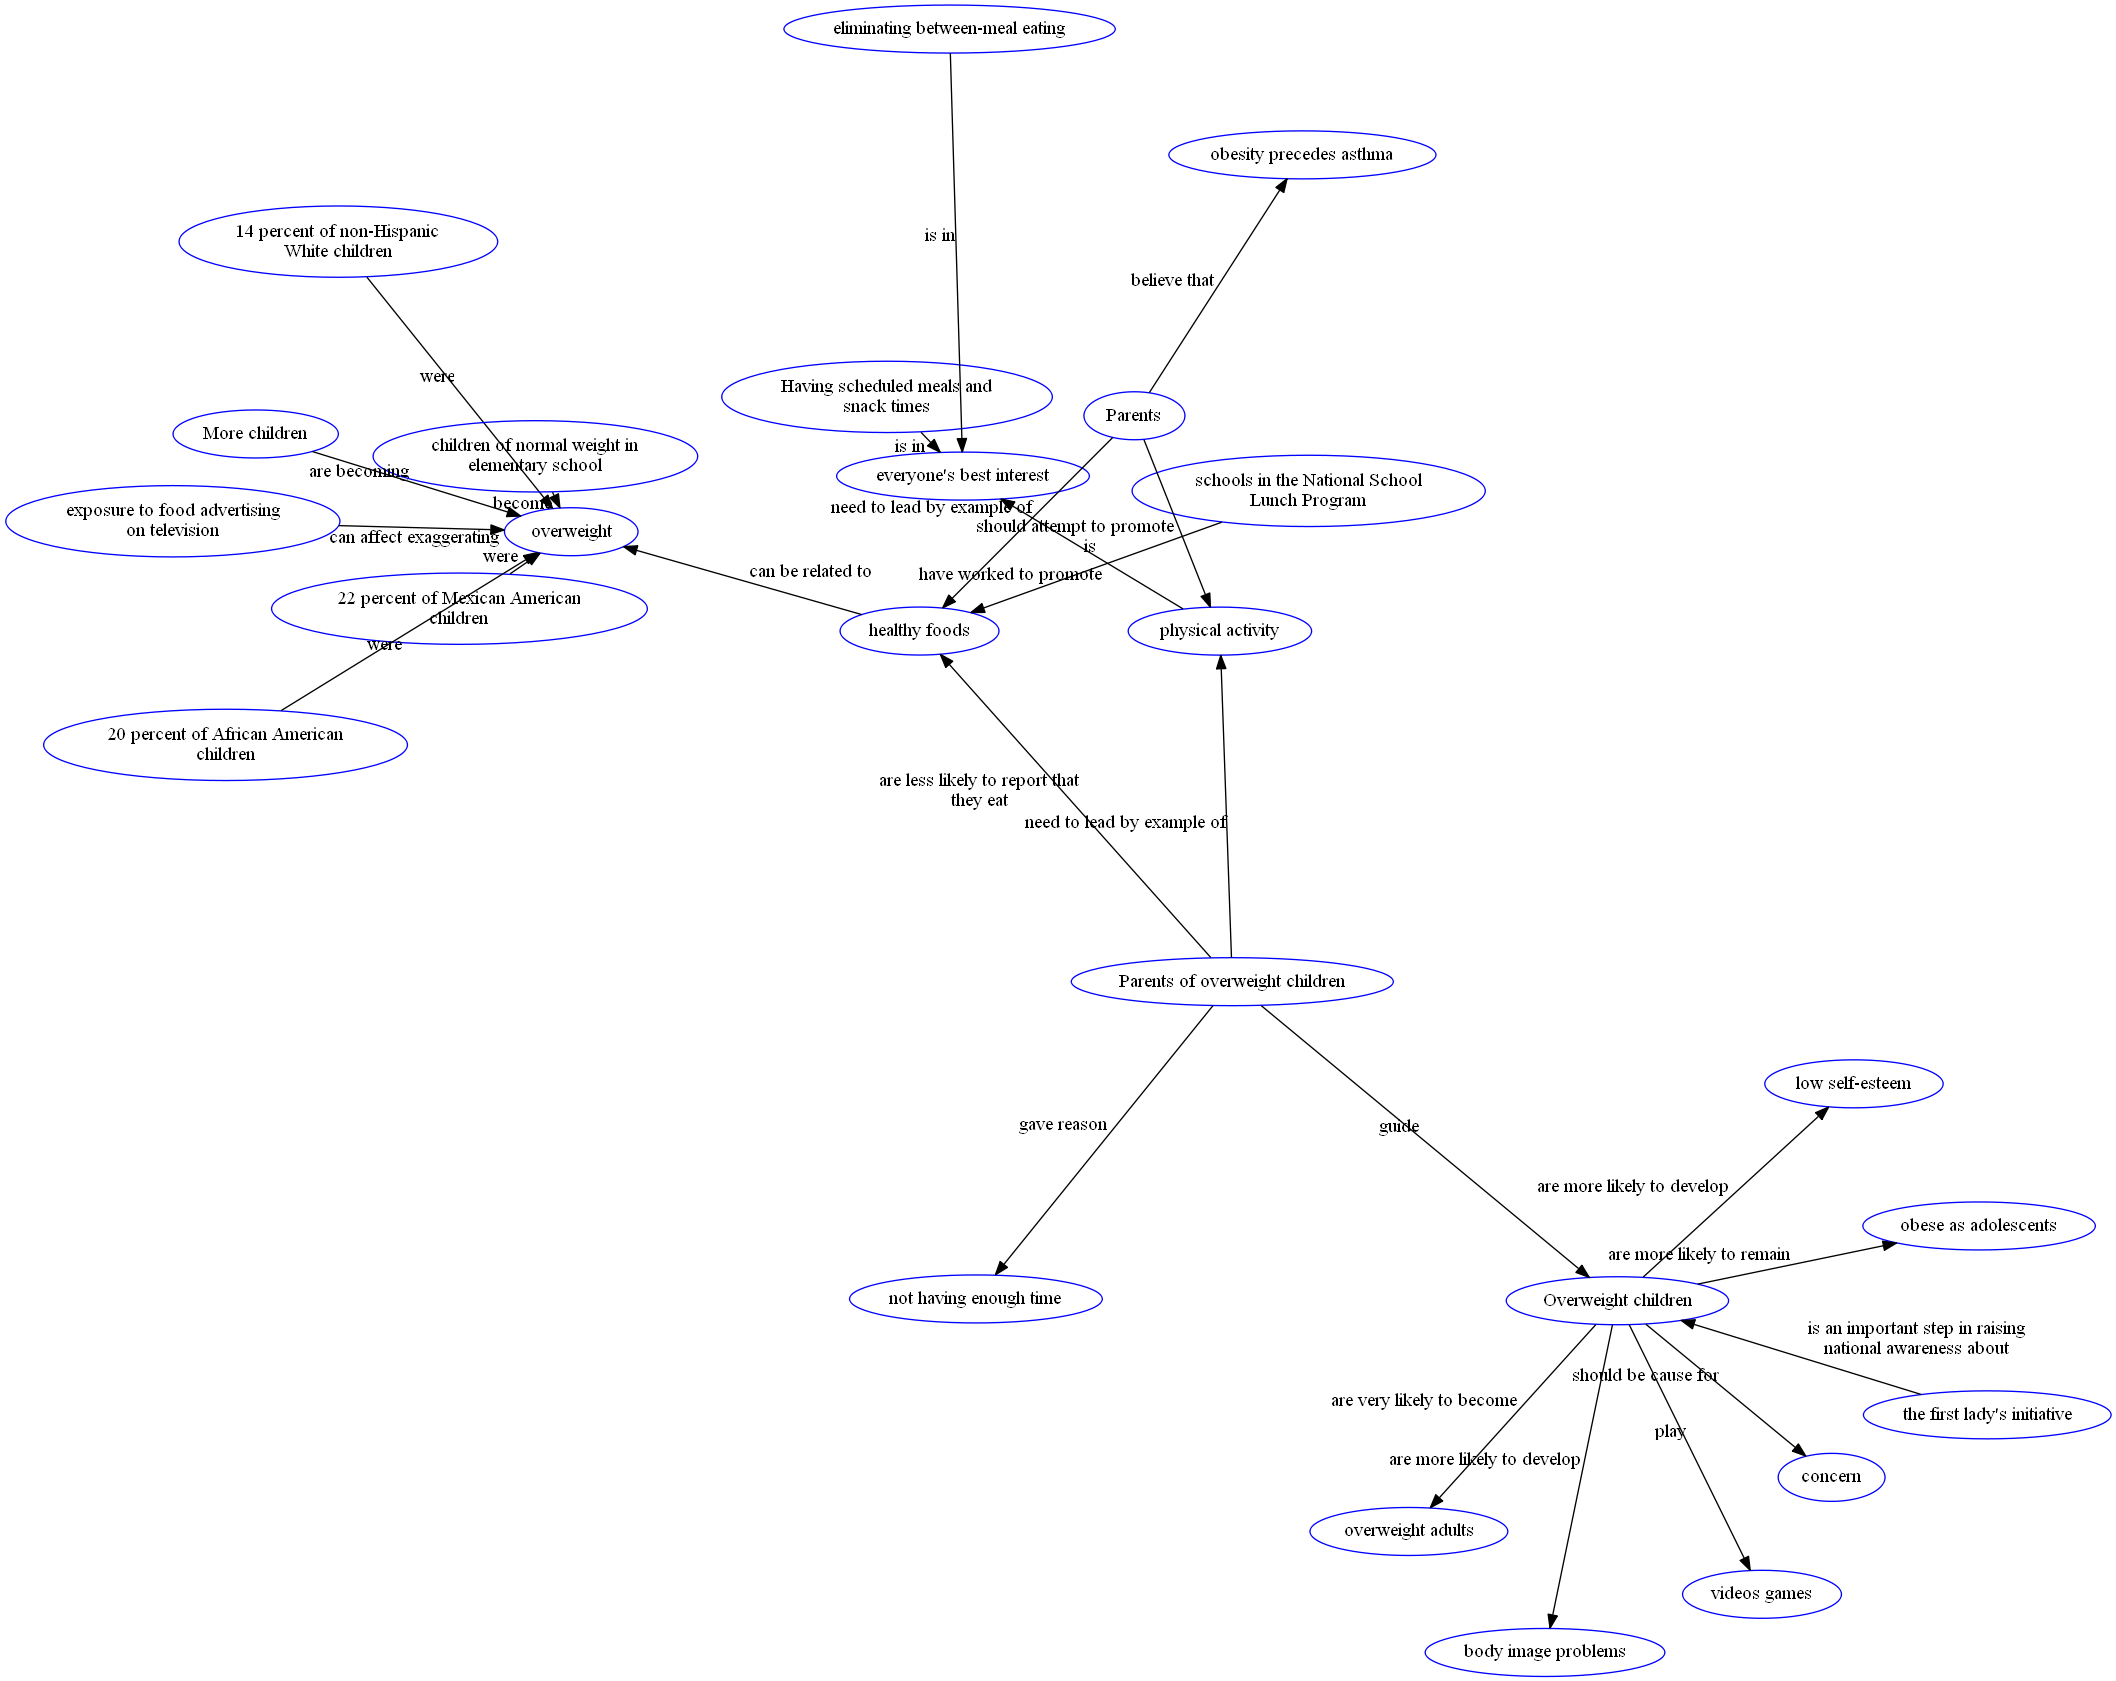 eliminating between-meal eating
obesity precedes asthma
14 percent of non-Hispanic
White children
is in
believe that
were
Having scheduled meals and
snack times
Parents
More children
children of normal weight in
elementary school
are becoming
is in
everyone's best interest
schools in the National School
Lunch Program
exposure to food advertising
on television
become
overweight
need to lead by example of
should attempt to promote
can affect exaggerating
is
were
can be related to
have worked to promote
22 percent of Mexican American
children
healthy foods
physical activity
were
20 percent of African American
children
are less likely to report that
they eat
need to lead by example of
Parents of overweight children
low self-esteem
gave reason
guide
are more likely to develop
obese as adolescents
are more likely to remain
not having enough time
Overweight children
is an important step in raising
national awareness about
should be cause for
are very likely to become
the first lady's initiative
play
are more likely to develop
concern
overweight adults
videos games
body image problems